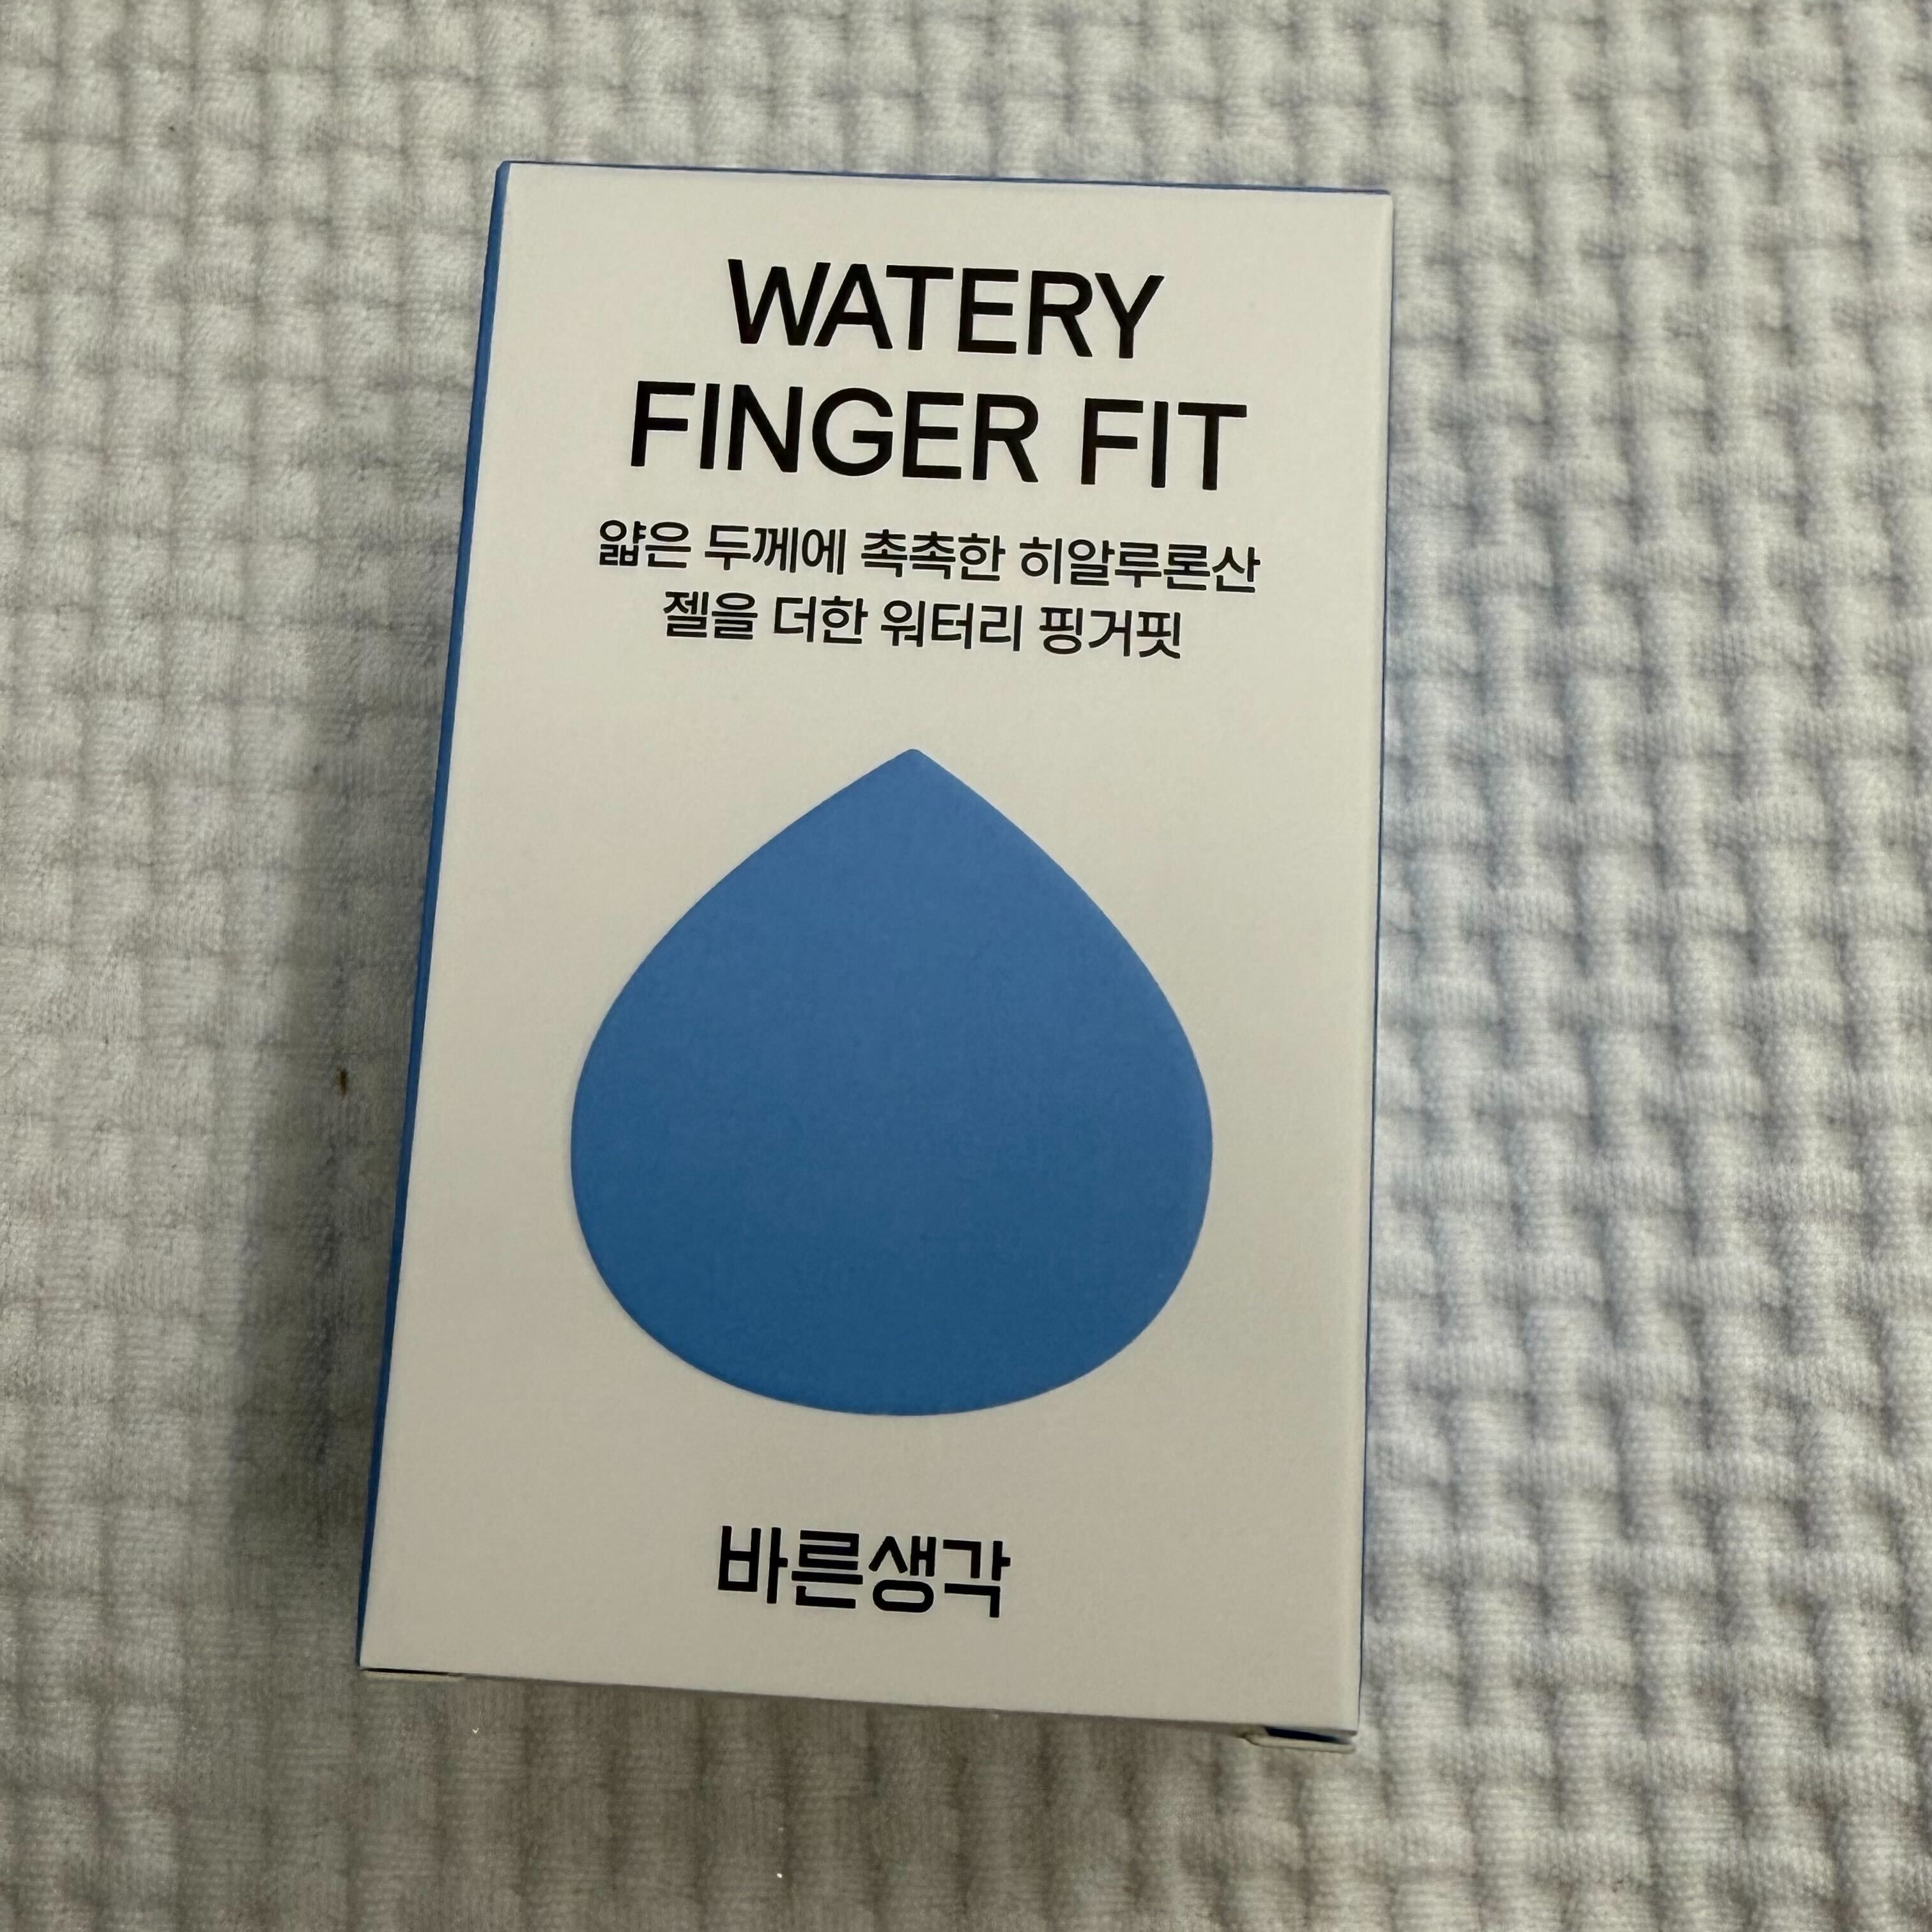 WATERY
FINGER FIT
얇은 두께에 촉촉한 히알루론산
젤을 더한 워터리 핑거핏
바른생각